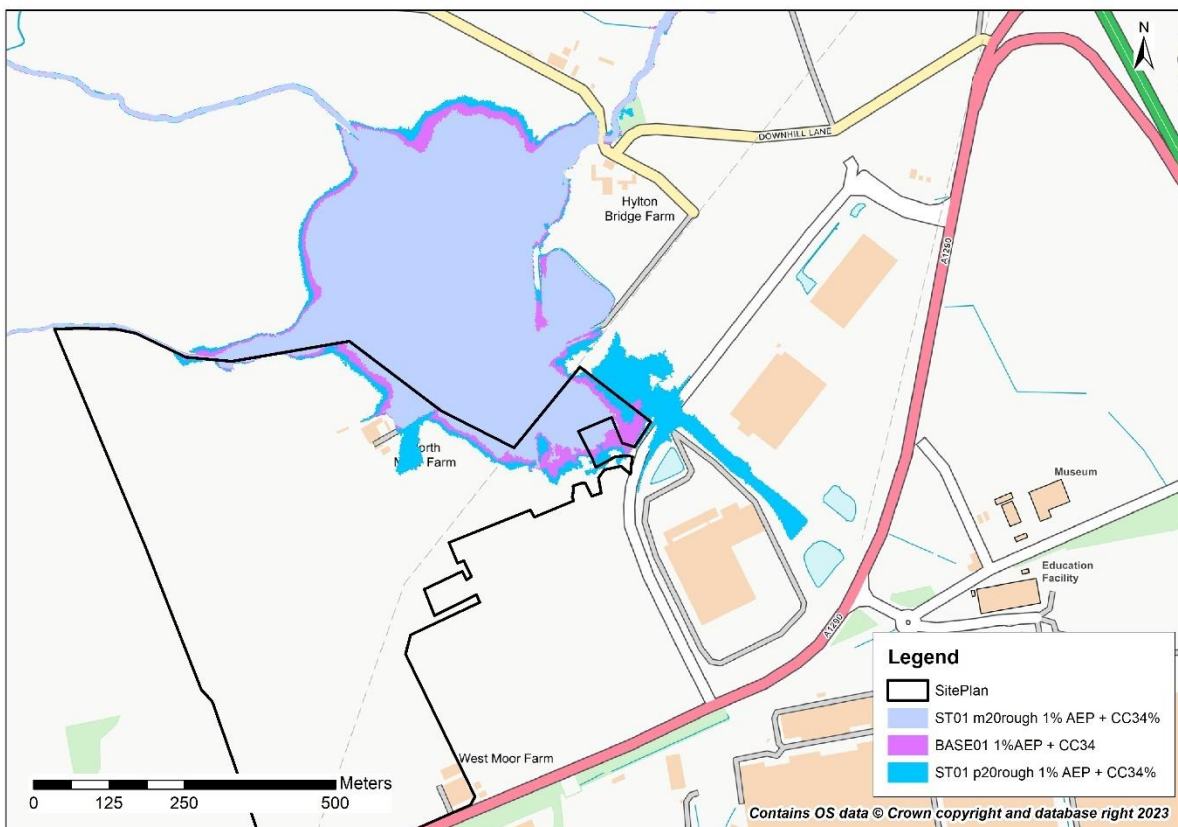 N
DOWNHILL LANE
Hylton
Bridge Farm
A1290
North
Farm
Museum
Education
Facility
A1290
West Moor Farm
Meters
0 125 250 500
Legend
SitePlan
ST01 m20rough 1% AEP + CC34%
BASE01 1%AEP + CC34
ST01 p20rough 1% AEP + CC34%
Contains OS data © Crown copyright and database right 2023